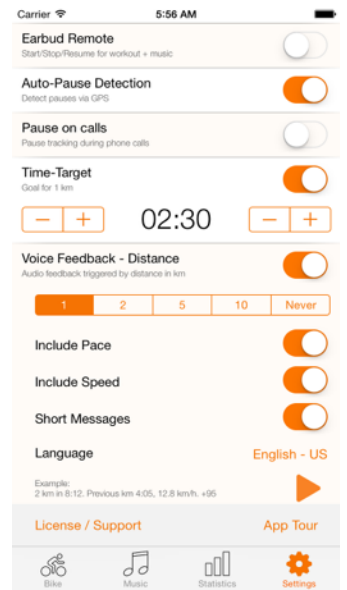 Carrier 5:56 AM
Earbud Remote
Start/Stop/Resume for workout + music
Auto-Pause Detection
Detect pauses via GPS
Pause on calls
Pause tracking during phone calls
Time-Target
Goal for 1 km
− + 02:30 − +
Voice Feedback - Distance
Audio feedback triggered by distance in km
1 2 5 10 Never
Include Pace
Include Speed
Short Messages
Language English - US
Example:
2 km in 8:12. Previous km 4:05, 12.8 km/h. +95
License / Support App Tour
Bike Music Statistics Settings